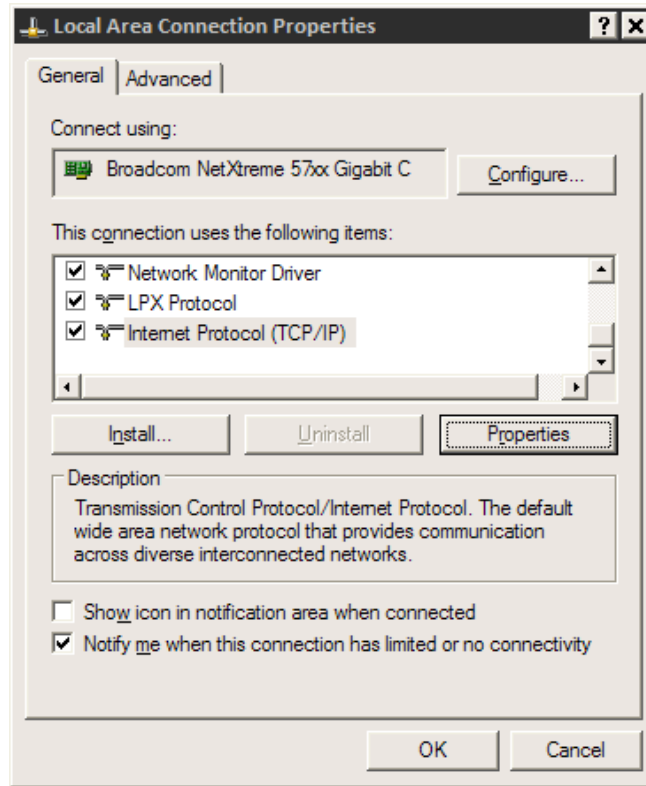 Local Area Connection Properties
General
Advanced
Connect using:
Broadcom NetXtreme 57xx Gigabit C
Configure...
This connection uses the following items:
Network Monitor Driver
LPX Protocol
Internet Protocol (TCP/IP)
Install...
Uninstall
Properties
Description
Transmission Control Protocol/Internet Protocol. The default
wide area network protocol that provides communication
across diverse interconnected networks.
Show icon in notification area when connected
Notify me when this connection has limited or no connectivity
OK
Cancel